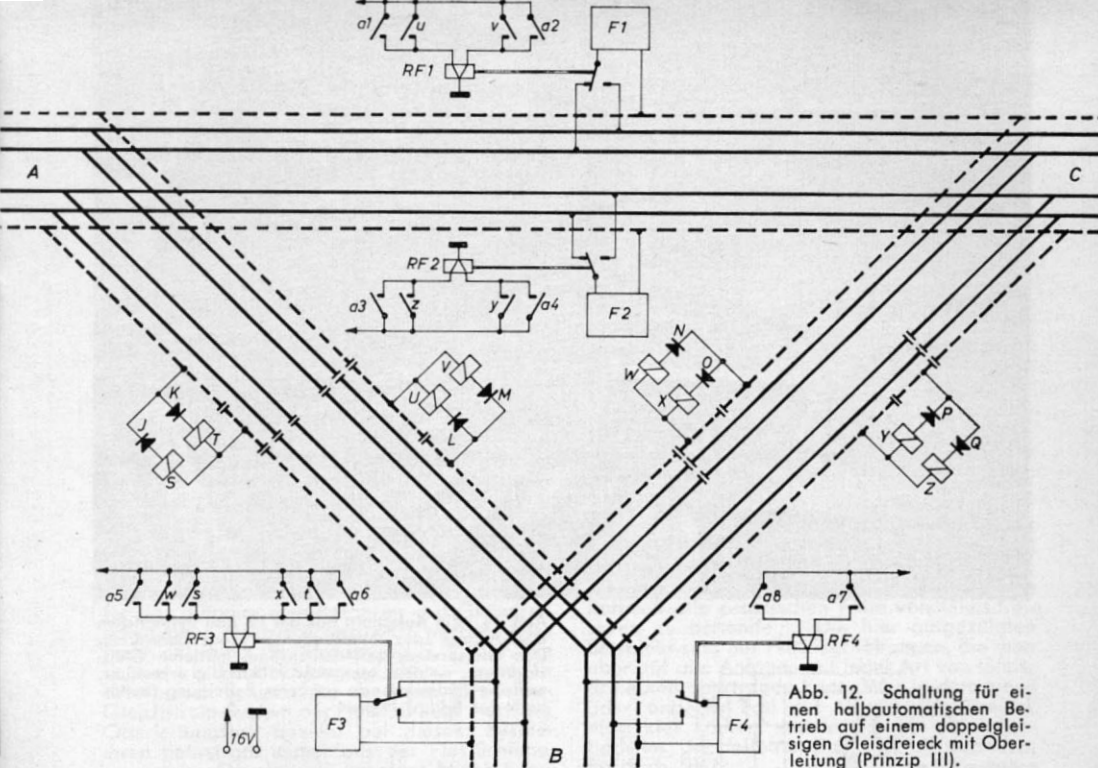 a1 u v a2 F1
RF1
A C
RF2
a3 z y a4 F2
N
K V W O
J U M X P
T L Y Q
S Z
a5 w s x t a6 a8 a7
RF3 RF4
F3 F4
16V
B
Abb. 12. Schaltung für ei-
nen halbautomatischen Be-
trieb auf einem doppelglei-
sigen Gleisdreieck mit Ober-
leitung (Prinzip III).